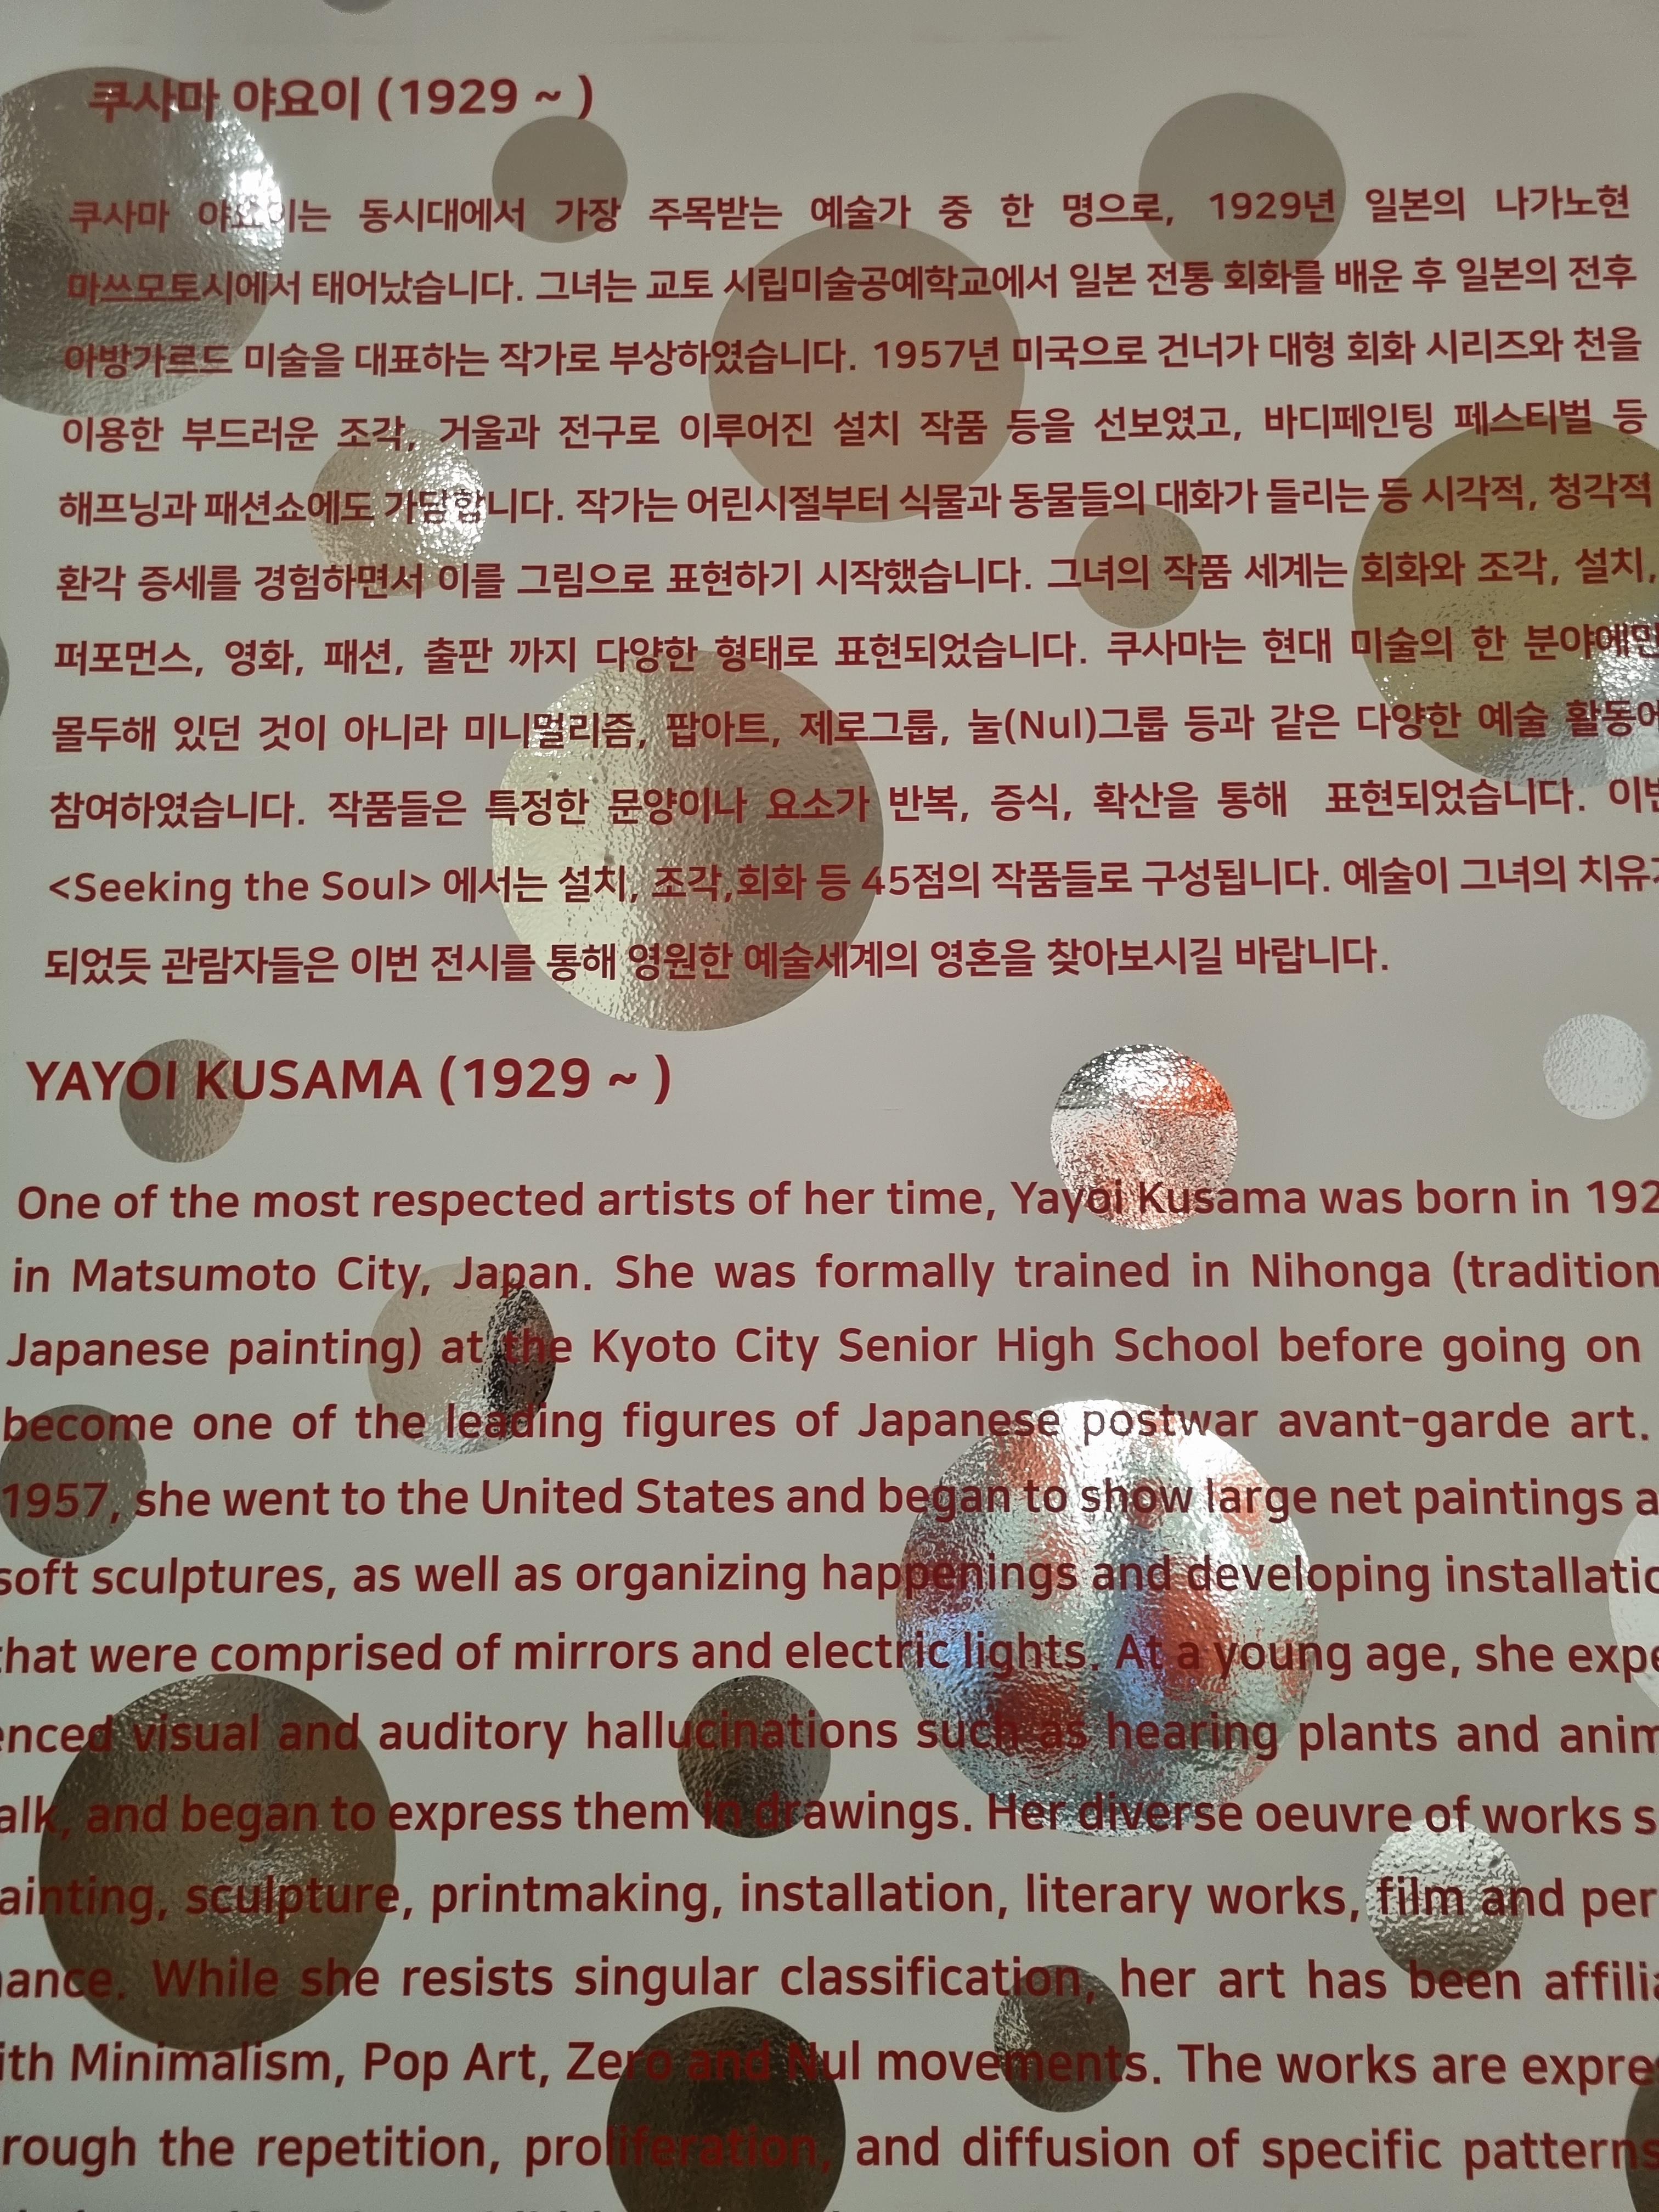 쿠사마 야요이 (1929 ~ )
쿠사마 야요이는 동시대에서 가장 주목받는 예술가 중 한 명으로, 1929년 일본의 나가노현
마쓰모토시에서 태어났습니다. 그녀는 교토 시립미술공예학교에서 일본 전통 회화를 배운 후 일본의 전후
아방가르드 미술을 대표하는 작가로 부상하였습니다. 1957년 미국으로 건너가 대형 회화 시리즈와 천을
이용한 부드러운 조각, 거울과 전구로 이루어진 설치 작품 등을 선보였고, 바디페인팅 페스티벌 등
해프닝과 패션쇼에도 가담합니다. 작가는 어린시절부터 식물과 동물들의 대화가 들리는 등 시각적, 청각적
환각 증세를 경험하면서 이를 그림으로 표현하기 시작했습니다. 그녀의 작품 세계는 회화와 조각, 설치,
퍼포먼스, 영화, 패션, 출판 까지 다양한 형태로 표현되었습니다. 쿠사마는 현대 미술의 한 분야에만
몰두해 있던 것이 아니라 미니멀리즘, 팝아트, 제로그룹, 눌(Nul)그룹 등과 같은 다양한 예술 활동에
참여하였습니다. 작품들은 특정한 문양이나 요소가 반복, 증식, 확산을 통해 표현되었습니다. 이번
<Seeking the Soul> 에서는 설치, 조각,회화 등 45점의 작품들로 구성됩니다. 예술이 그녀의 치유가
되었듯 관람자들은 이번 전시를 통해 영원한 예술세계의 영혼을 찾아보시길 바랍니다.
YAYOI KUSAMA (1929 ~ )
One of the most respected artists of her time, Yayoi Kusama was born in 192
in Matsumoto City, Japan. She was formally trained in Nihonga (tradition
Japanese painting) at the Kyoto City Senior High School before going on
become one of the leading figures of Japanese postwar avant-garde art.
1957, she went to the United States and began to show large net paintings a
soft sculptures, as well as organizing happenings and developing installatio
that were comprised of mirrors and electric lights. At a young age, she expe
enced visual and auditory hallucinations such as hearing plants and anim
alk, and began to express them in drawings. Her diverse oeuvre of works s
ainting, sculpture, printmaking, installation, literary works, film and per
ance. While she resists singular classification, her art has been affilia
ith Minimalism, Pop Art, Zero and Nul movements. The works are expre
rough the repetition, proliferation, and diffusion of specific patterns